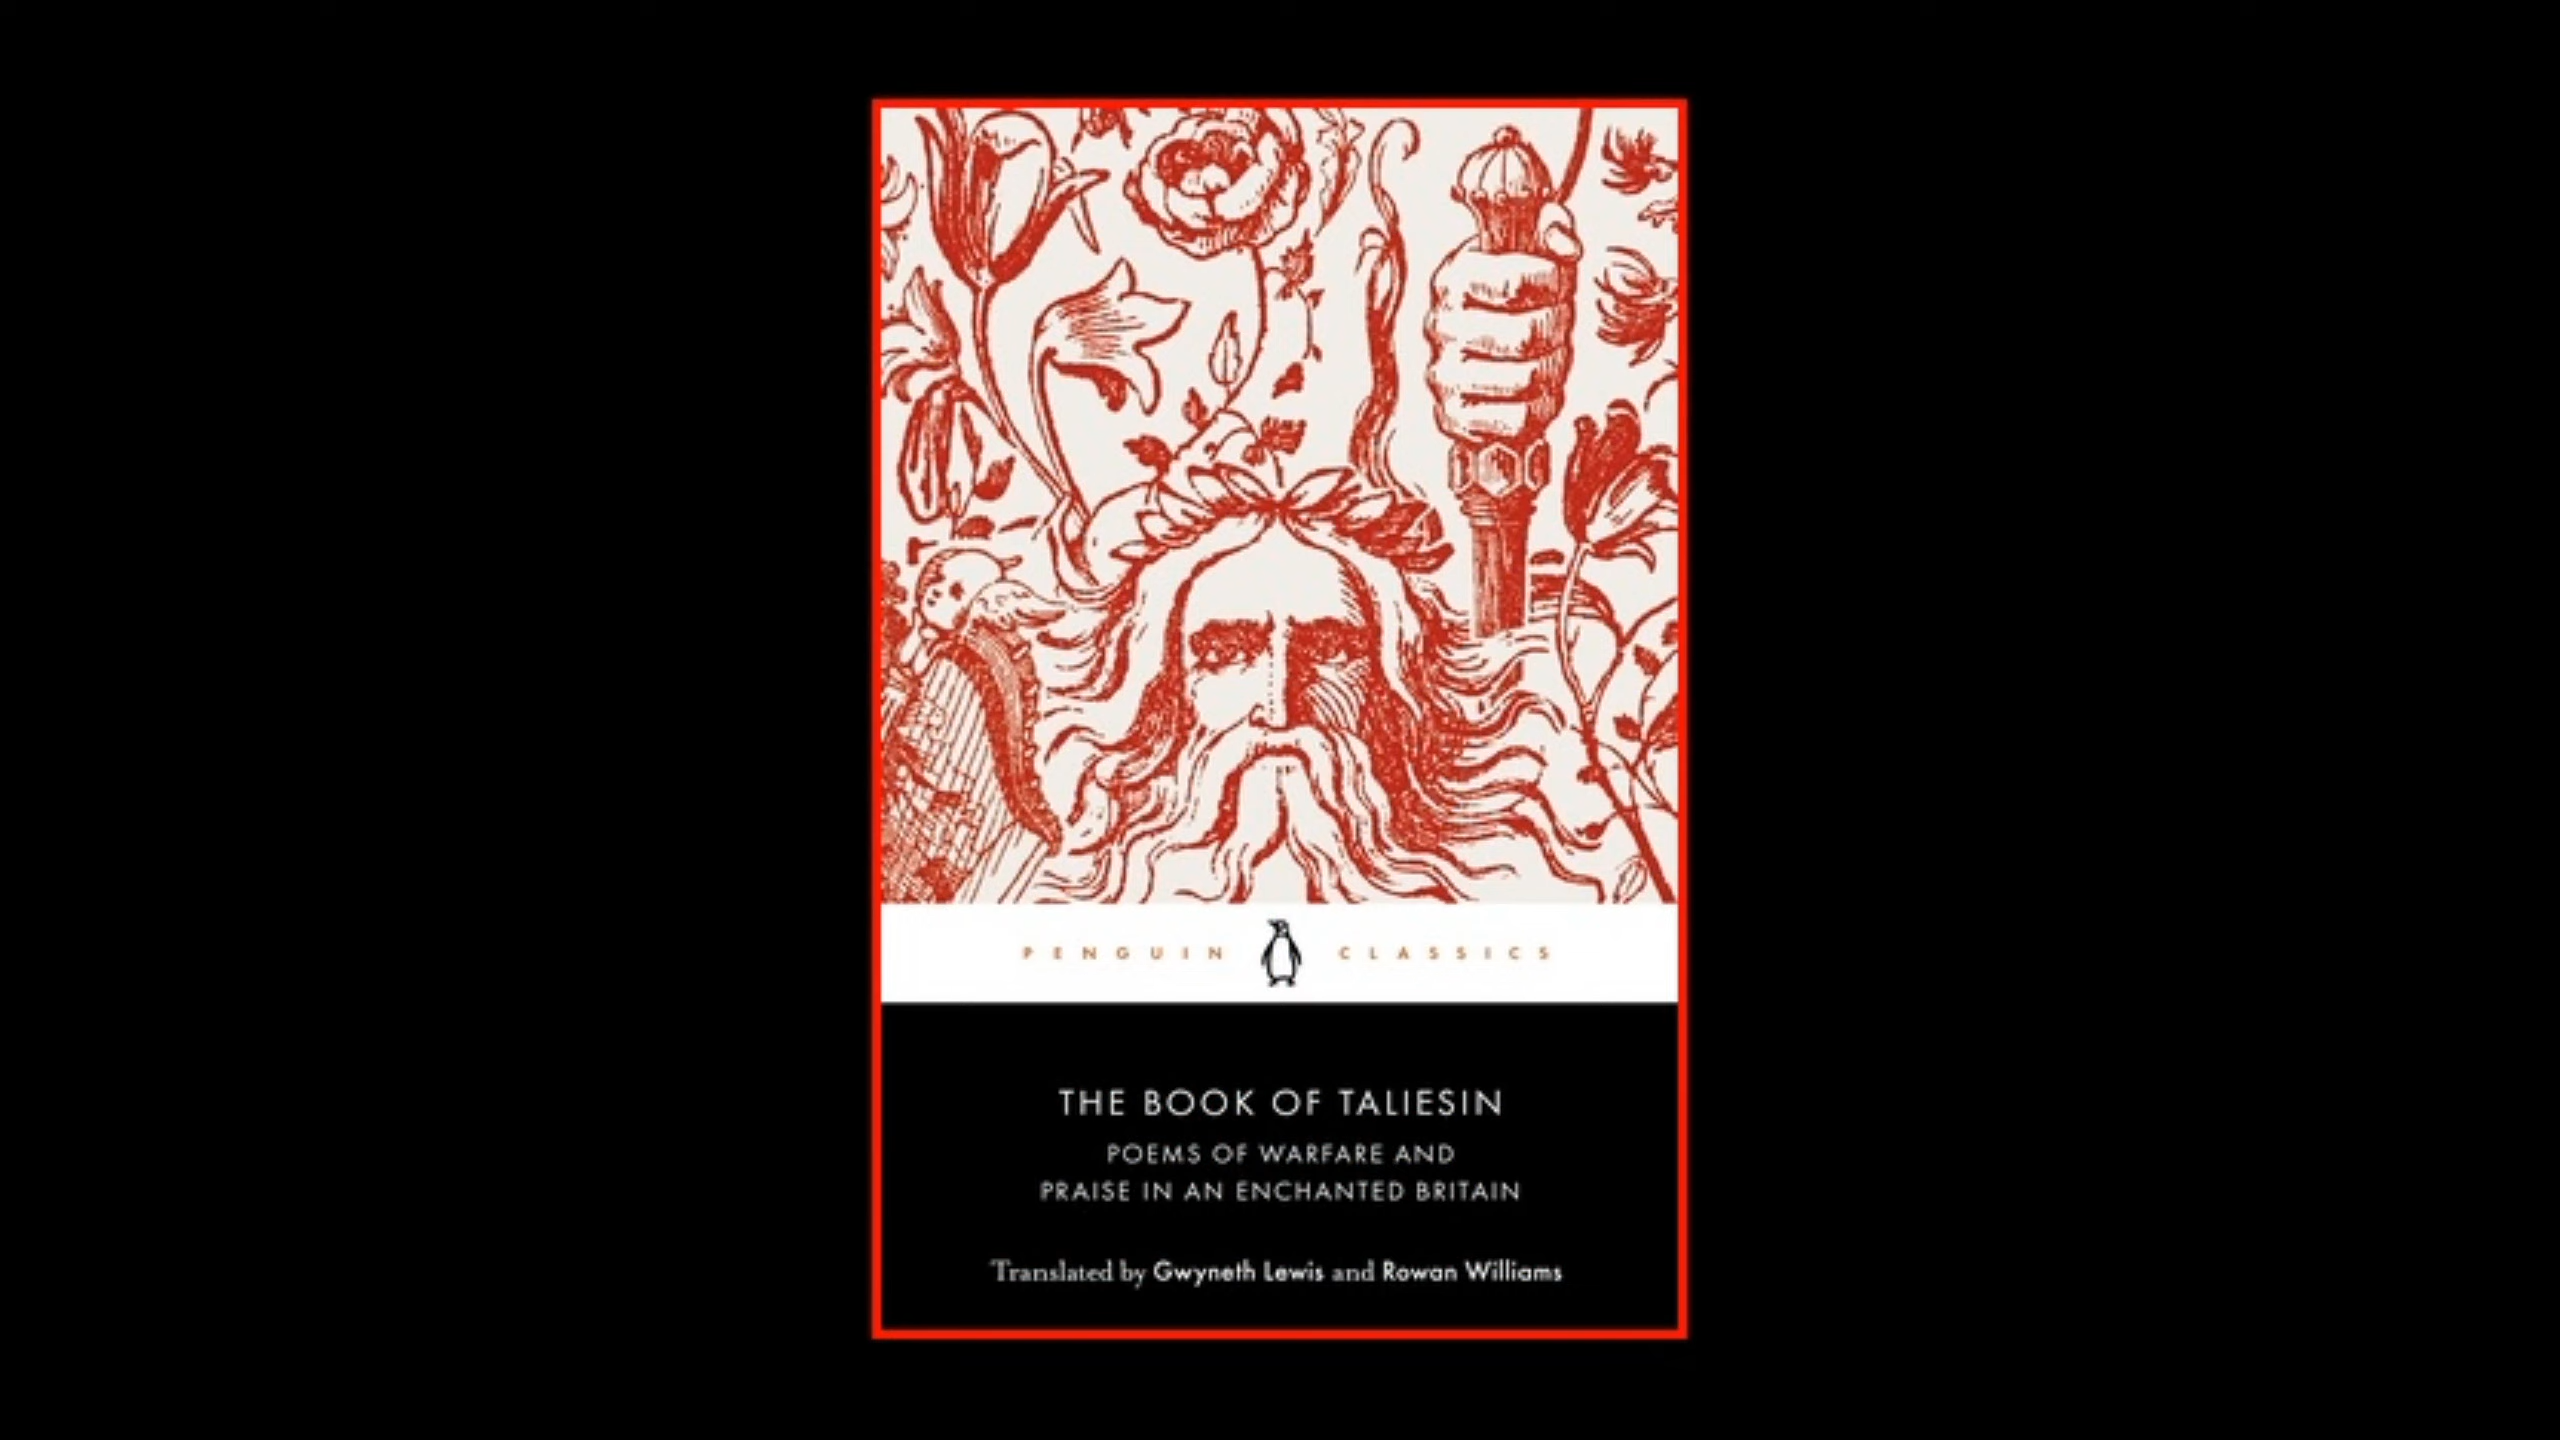 PENGUIN CLASSICS
THE BOOK OF TALIESIN
POEMS OF WARFARE AND
PRAISE IN AN ENCHANTED BRITAIN
Translated by Gwyneth Lewis and Rowan Williams